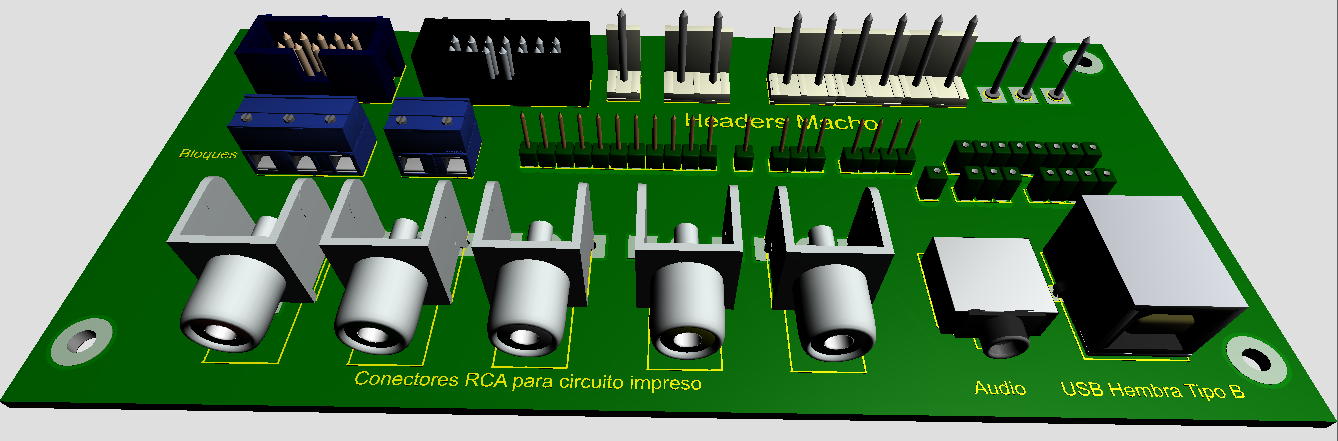 Headers Macho
Bloques
Conectores RCA para circuito impreso
Audio
USB Hembra Tipo B